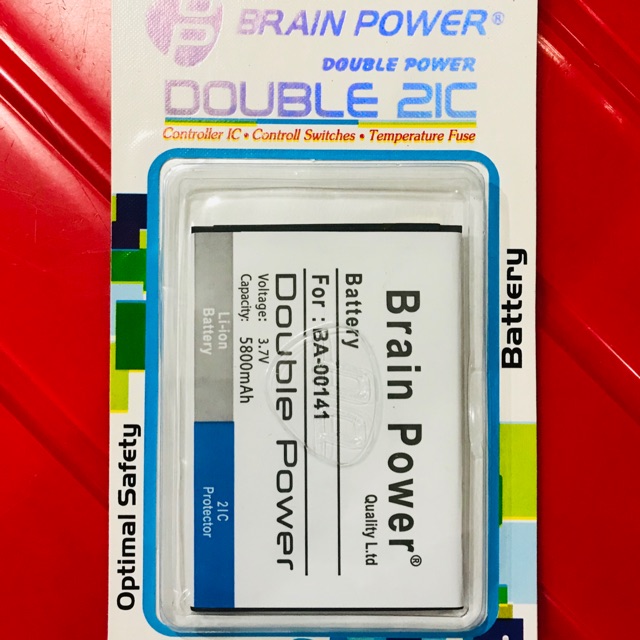 BRAIN POWER®
DOUBLE POWER
DOUBLE 2IC
Controller IC • Controll Switches • Temperature Fuse
Brain Power®
Quality L.td
Battery
For : BA-00141
Double Power
Voltage: 3.7V
Capacity: 5800mAh
Li-ion
Battery
2IC
Protector
Battery
Optimal Safety